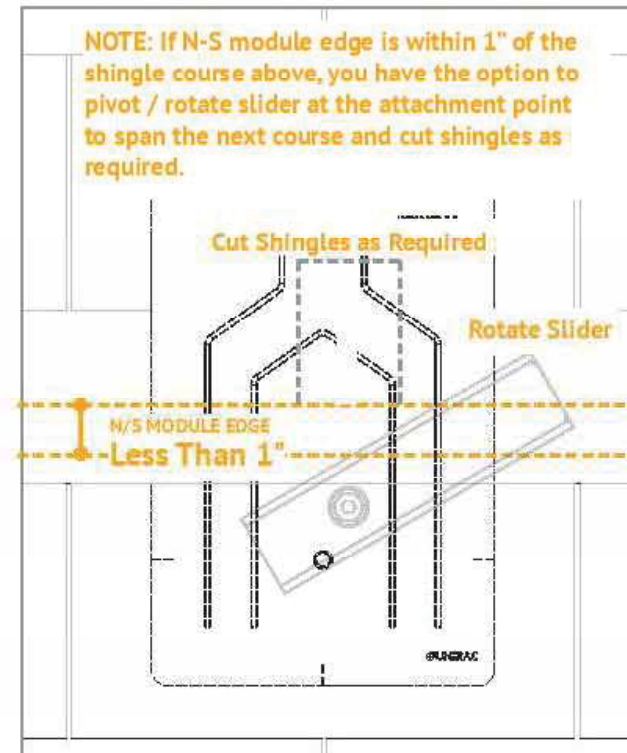 NOTE: If N-S module edge is within 1" of the
shingle course above, you have the option to
pivot / rotate slider at the attachment point
to span the next course and cut shingles as
required.
Cut Shingles as Required
Rotate Slider
N/S MODULE EDGE
Less Than 1"
UNIRAC